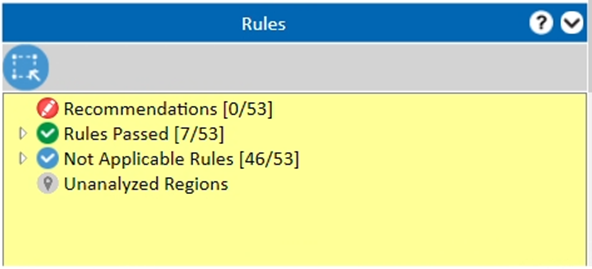 Rules ?
Recommendations [0/53]
Rules Passed [7/53]
Not Applicable Rules [46/53]
Unanalyzed Regions